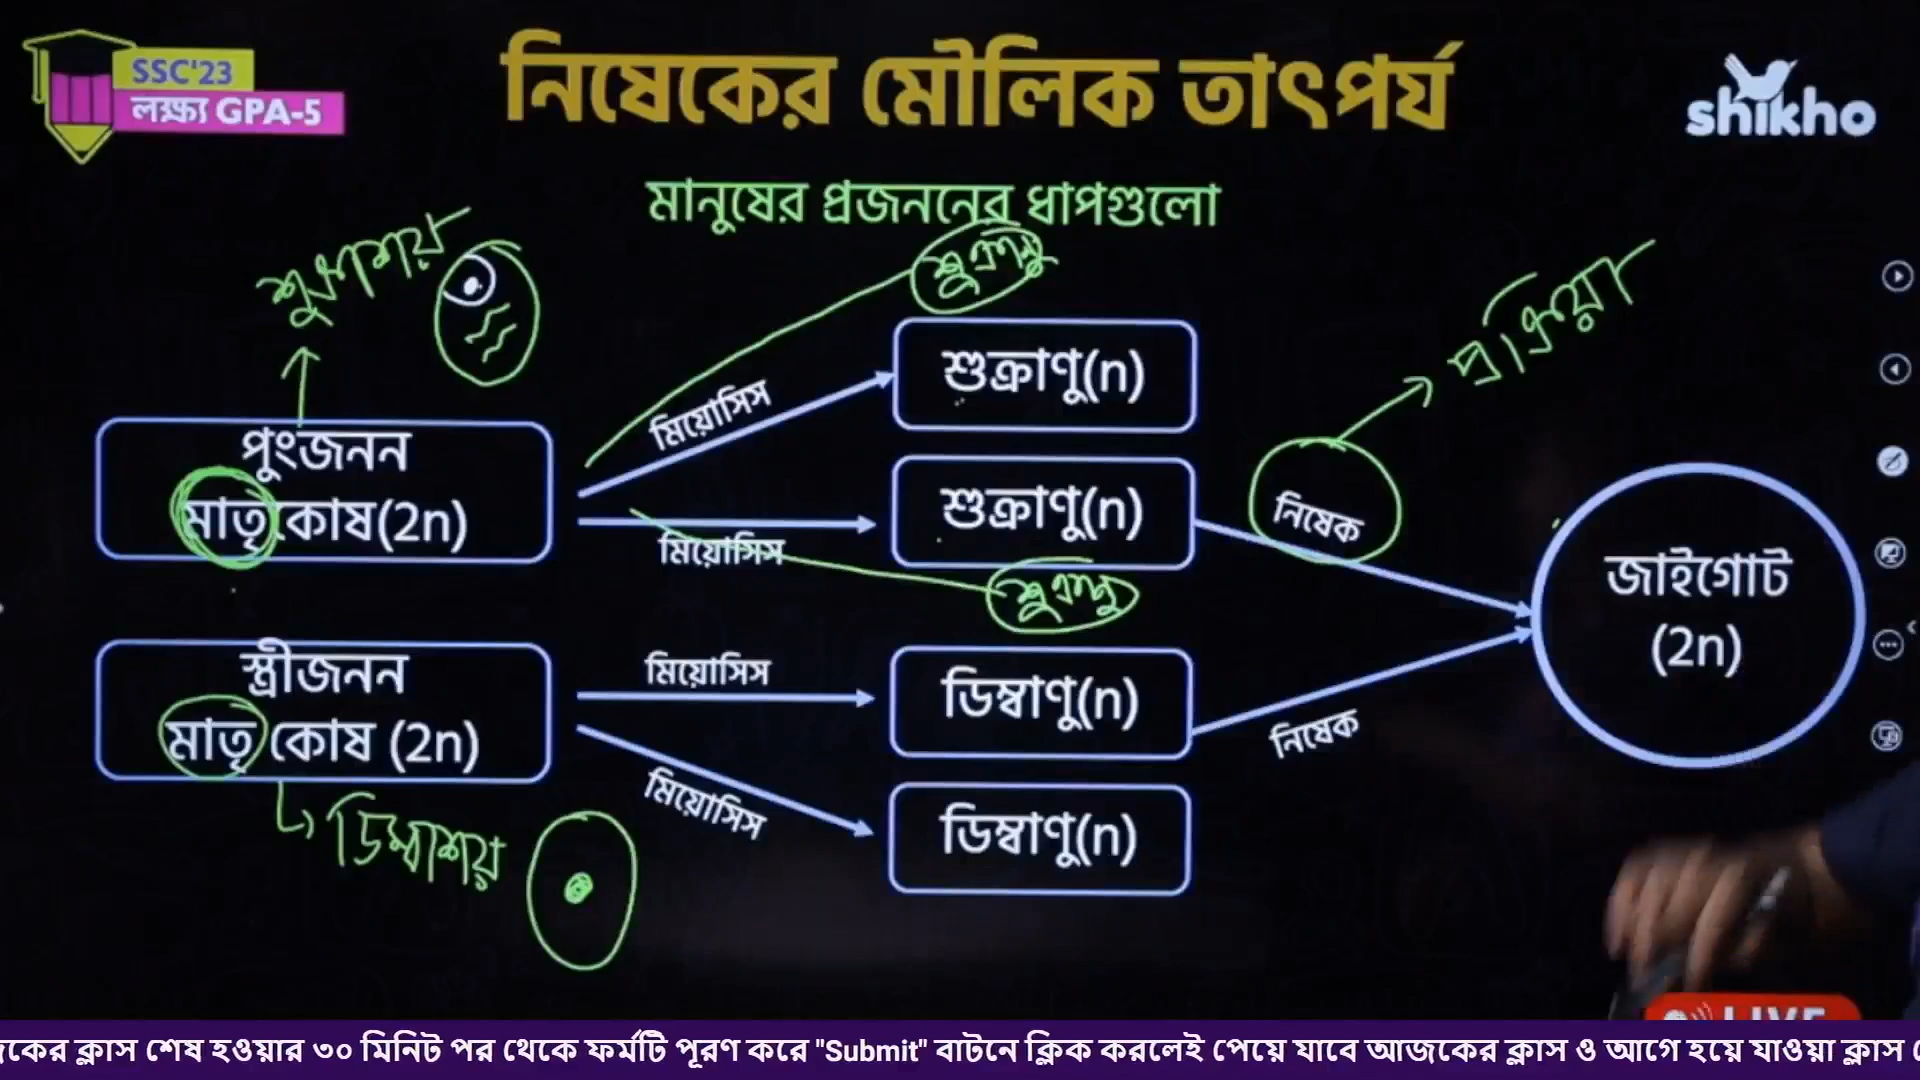 SSC'23
লক্ষ্য GPA-5
নিষেকের মৌলিক তাৎপর্য
shikho
মানুষের প্রজননের ধাপগুলো
শুক্রাশয়
শুক্রাণু
প্রক্রিয়া
পুংজনন
মাতৃকোষ(2n)
মিয়োসিস
শুক্রাণু(n)
মিয়োসিস
শুক্রাণু(n)
নিষেক
শুক্রাণু
জাইগোট
(2n)
স্ত্রীজনন
মাতৃ কোষ (2n)
মিয়োসিস
ডিম্বাণু(n)
নিষেক
মিয়োসিস
ডিম্বাণু(n)
ডিম্বাশয়
LIVE
ক্লাস শেষ হওয়ার ৩০ মিনিট পর থেকে ফর্মটি পূরণ করে "Submit" বাটনে ক্লিক করলেই পেয়ে যাবে আজকের ক্লাস ও আগে হয়ে যাওয়া ক্লাস